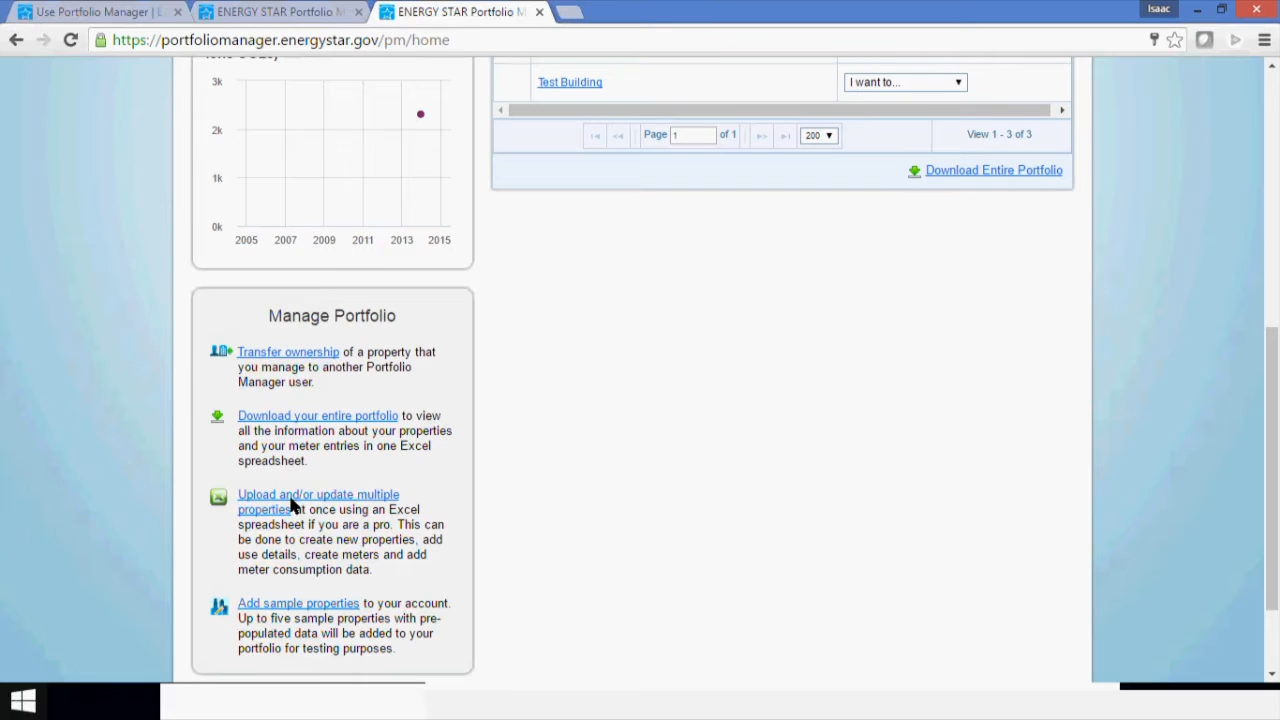 Use Portfolio Manager | E
ENERGY STAR Portfolio M
ENERGY STAR Portfolio M
Isaac
https://portfoliomanager.energystar.gov/pm/home
3k
2k
1k
0k
2005 2007 2009 2011 2013 2015
Test Building
I want to...
Page 1 of 1
200
View 1 - 3 of 3
Download Entire Portfolio
Manage Portfolio
Transfer ownership of a property that
you manage to another Portfolio
Manager user.
Download your entire portfolio to view
all the information about your properties
and your meter entries in one Excel
spreadsheet.
Upload and/or update multiple
properties at once using an Excel
spreadsheet if you are a pro. This can
be done to create new properties, add
use details, create meters and add
meter consumption data.
Add sample properties to your account.
Up to five sample properties with pre-
populated data will be added to your
portfolio for testing purposes.